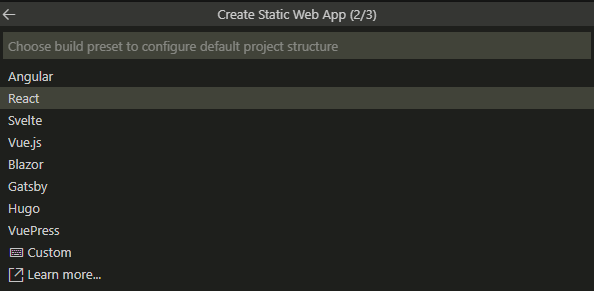 Create Static Web App (2/3)
Choose build preset to configure default project structure
Angular
React
Svelte
Vue.js
Blazor
Gatsby
Hugo
VuePress
Custom
Learn more...